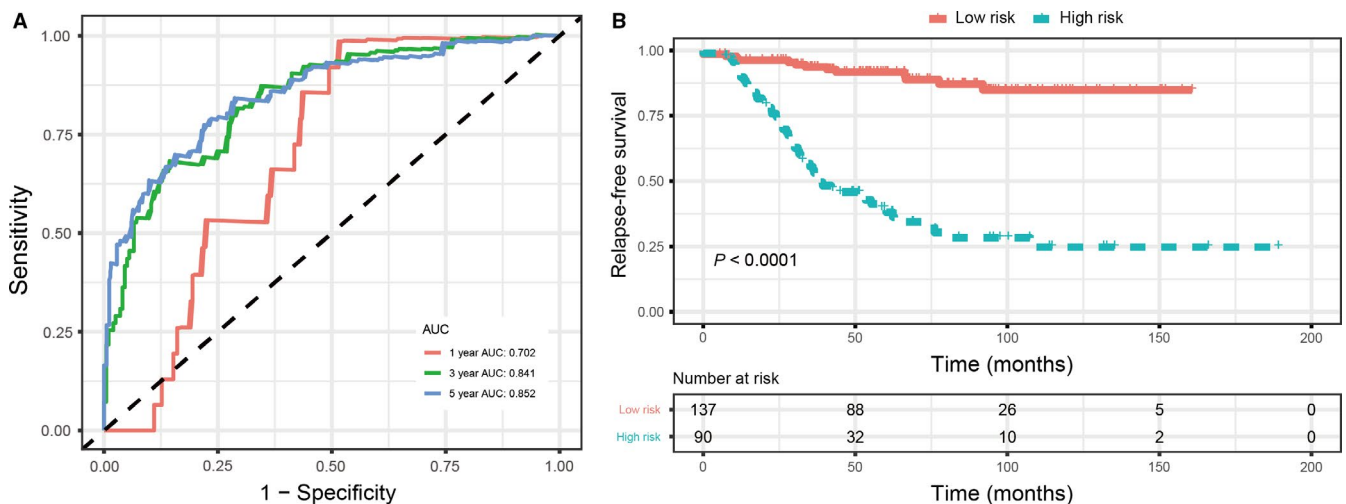 A
Sensitivity
1.00
0.75
0.50
0.25
0.00
AUC
1 year AUC: 0.702
3 year AUC: 0.841
5 year AUC: 0.852
0.00 0.25 0.50 0.75 1.00
1 − Specificity
B
Low risk High risk
Relapse-free survival
1.00
0.75
0.50
0.25
0.00
P < 0.0001
0 50 100 150 200
Time (months)
Number at risk
Low risk 137 88 26 5 0
High risk 90 32 10 2 0
0 50 100 150 200
Time (months)